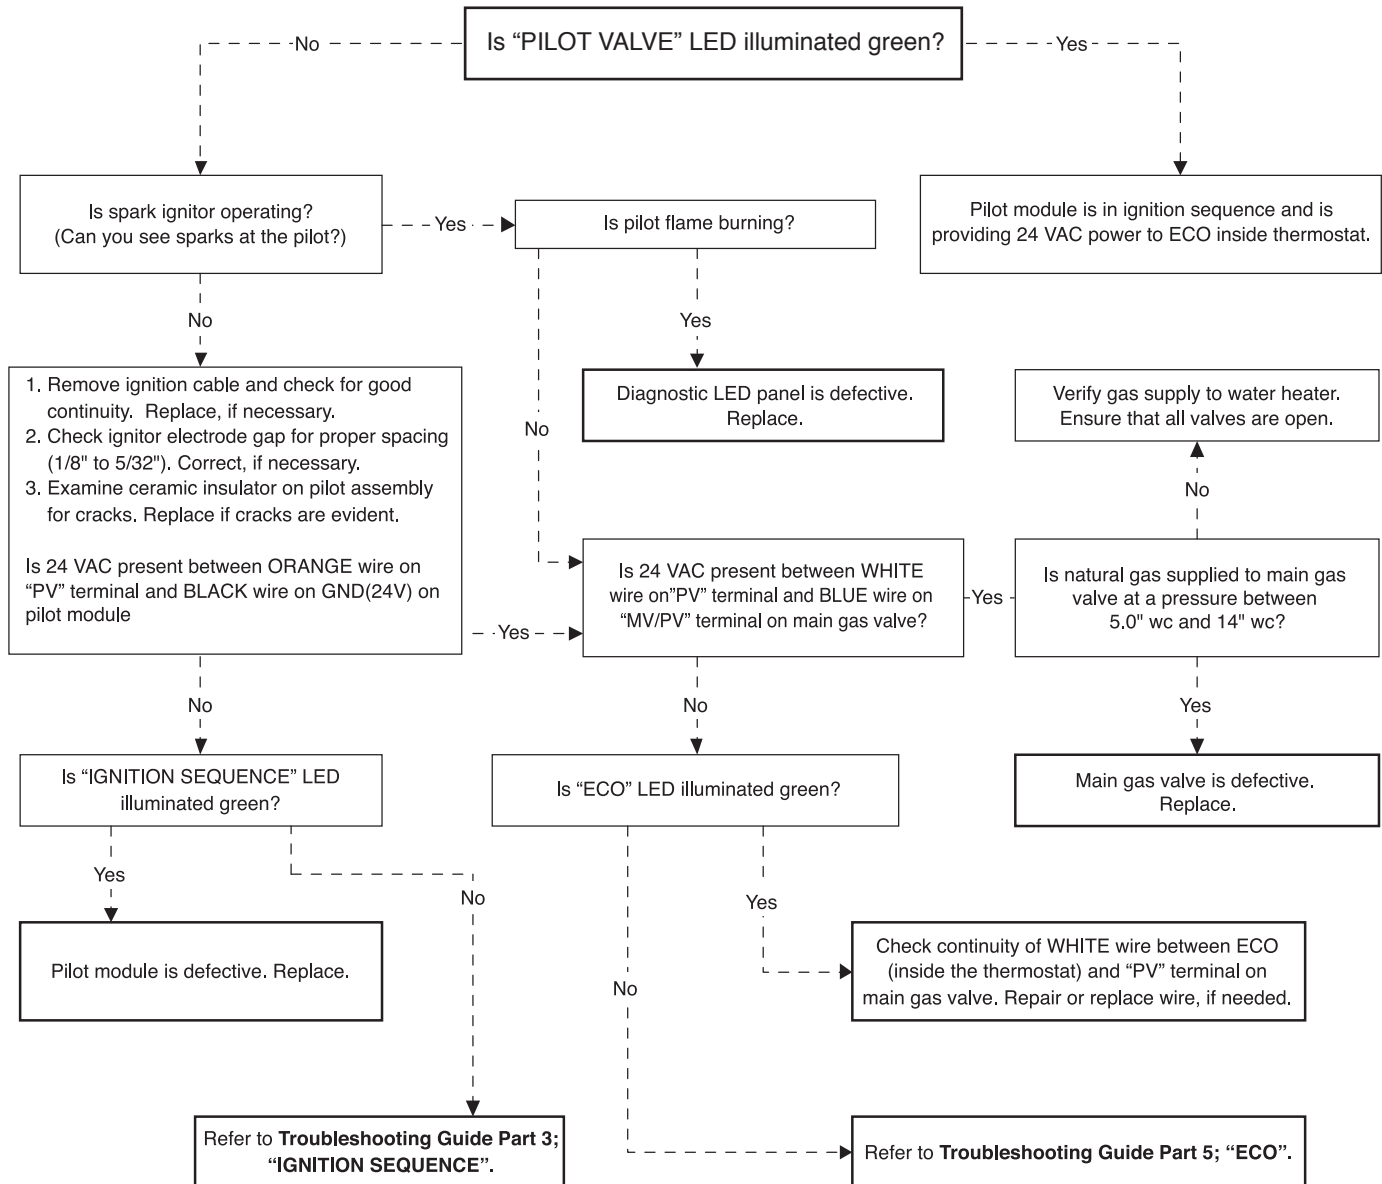 Is “PILOT VALVE” LED illuminated green?
No
Yes
Is spark ignitor operating?
(Can you see sparks at the pilot?)
Yes
Is pilot flame burning?
Pilot module is in ignition sequence and is
providing 24 VAC power to ECO inside thermostat.
No
Yes
No
1. Remove ignition cable and check for good
continuity. Replace, if necessary.
2. Check ignitor electrode gap for proper spacing
(1/8" to 5/32"). Correct, if necessary.
3. Examine ceramic insulator on pilot assembly
for cracks. Replace if cracks are evident.
Is 24 VAC present between ORANGE wire on
“PV” terminal and BLACK wire on GND(24V) on
pilot module
Diagnostic LED panel is defective.
Replace.
Verify gas supply to water heater.
Ensure that all valves are open.
No
Yes
Is 24 VAC present between WHITE
wire on"PV” terminal and BLUE wire on
“MV/PV” terminal on main gas valve?
Yes
Is natural gas supplied to main gas
valve at a pressure between
5.0" wc and 14" wc?
No
No
Yes
Is “IGNITION SEQUENCE” LED
illuminated green?
Is “ECO” LED illuminated green?
Main gas valve is defective.
Replace.
Yes
No
No
Yes
Pilot module is defective. Replace.
Check continuity of WHITE wire between ECO
(inside the thermostat) and “PV” terminal on
main gas valve. Repair or replace wire, if needed.
Refer to Troubleshooting Guide Part 3;
“IGNITION SEQUENCE”.
Refer to Troubleshooting Guide Part 5; “ECO”.